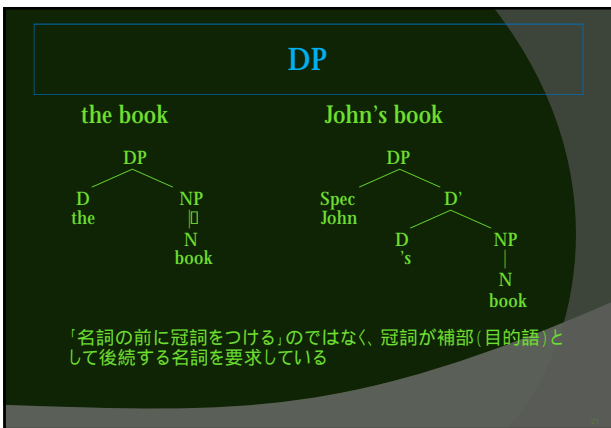 DP
the book John's book
DP DP
D NP Spec D'
the John
N D NP
book 's
N
book
「名詞の前に冠詞をつける」のではなく、冠詞が補部(目的語)と
して後続する名詞を要求している